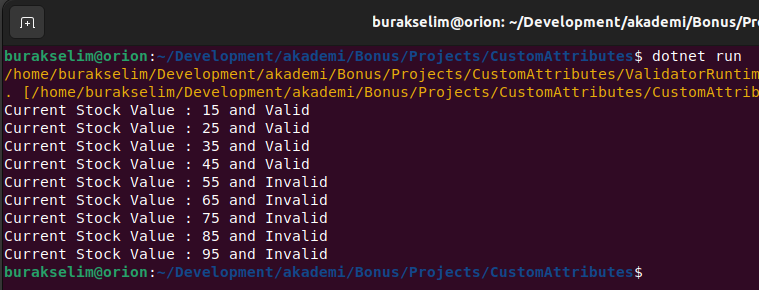 burakselim@orion: ~/Development/akademi/Bonus/Pro
burakselim@orion:~/Development/akademi/Bonus/Projects/CustomAttributes$ dotnet run
/home/burakselim/Development/akademi/Bonus/Projects/CustomAttributes/ValidatorRuntim
. [/home/burakselim/Development/akademi/Bonus/Projects/CustomAttributes/CustomAttrib
Current Stock Value : 15 and Valid
Current Stock Value : 25 and Valid
Current Stock Value : 35 and Valid
Current Stock Value : 45 and Valid
Current Stock Value : 55 and Invalid
Current Stock Value : 65 and Invalid
Current Stock Value : 75 and Invalid
Current Stock Value : 85 and Invalid
Current Stock Value : 95 and Invalid
burakselim@orion:~/Development/akademi/Bonus/Projects/CustomAttributes$